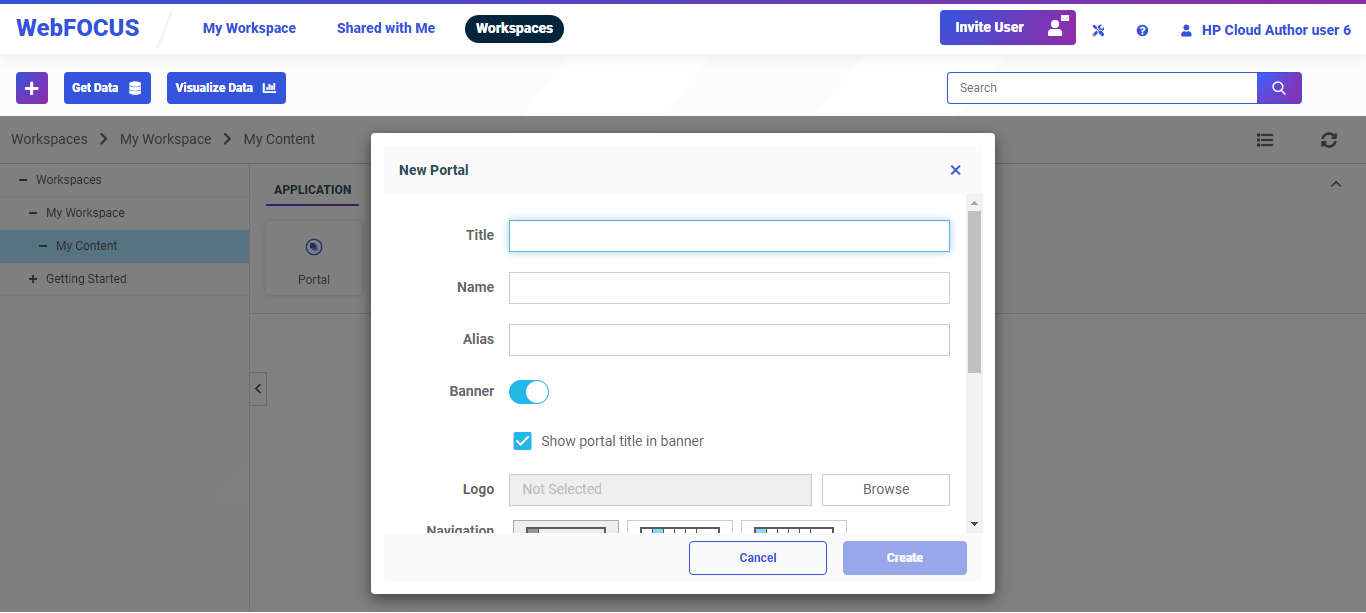 WebFOCUS
My Workspace
Shared with Me
Workspaces
Invite User
HP Cloud Author user 6
Get Data
Visualize Data
Search
Workspaces
My Workspace
My Content
Workspaces
My Workspace
My Content
Getting Started
APPLICATION
Portal
New Portal
Title
Name
Alias
Banner
Show portal title in banner
Logo
Not Selected
Browse
Navigation
Cancel
Create